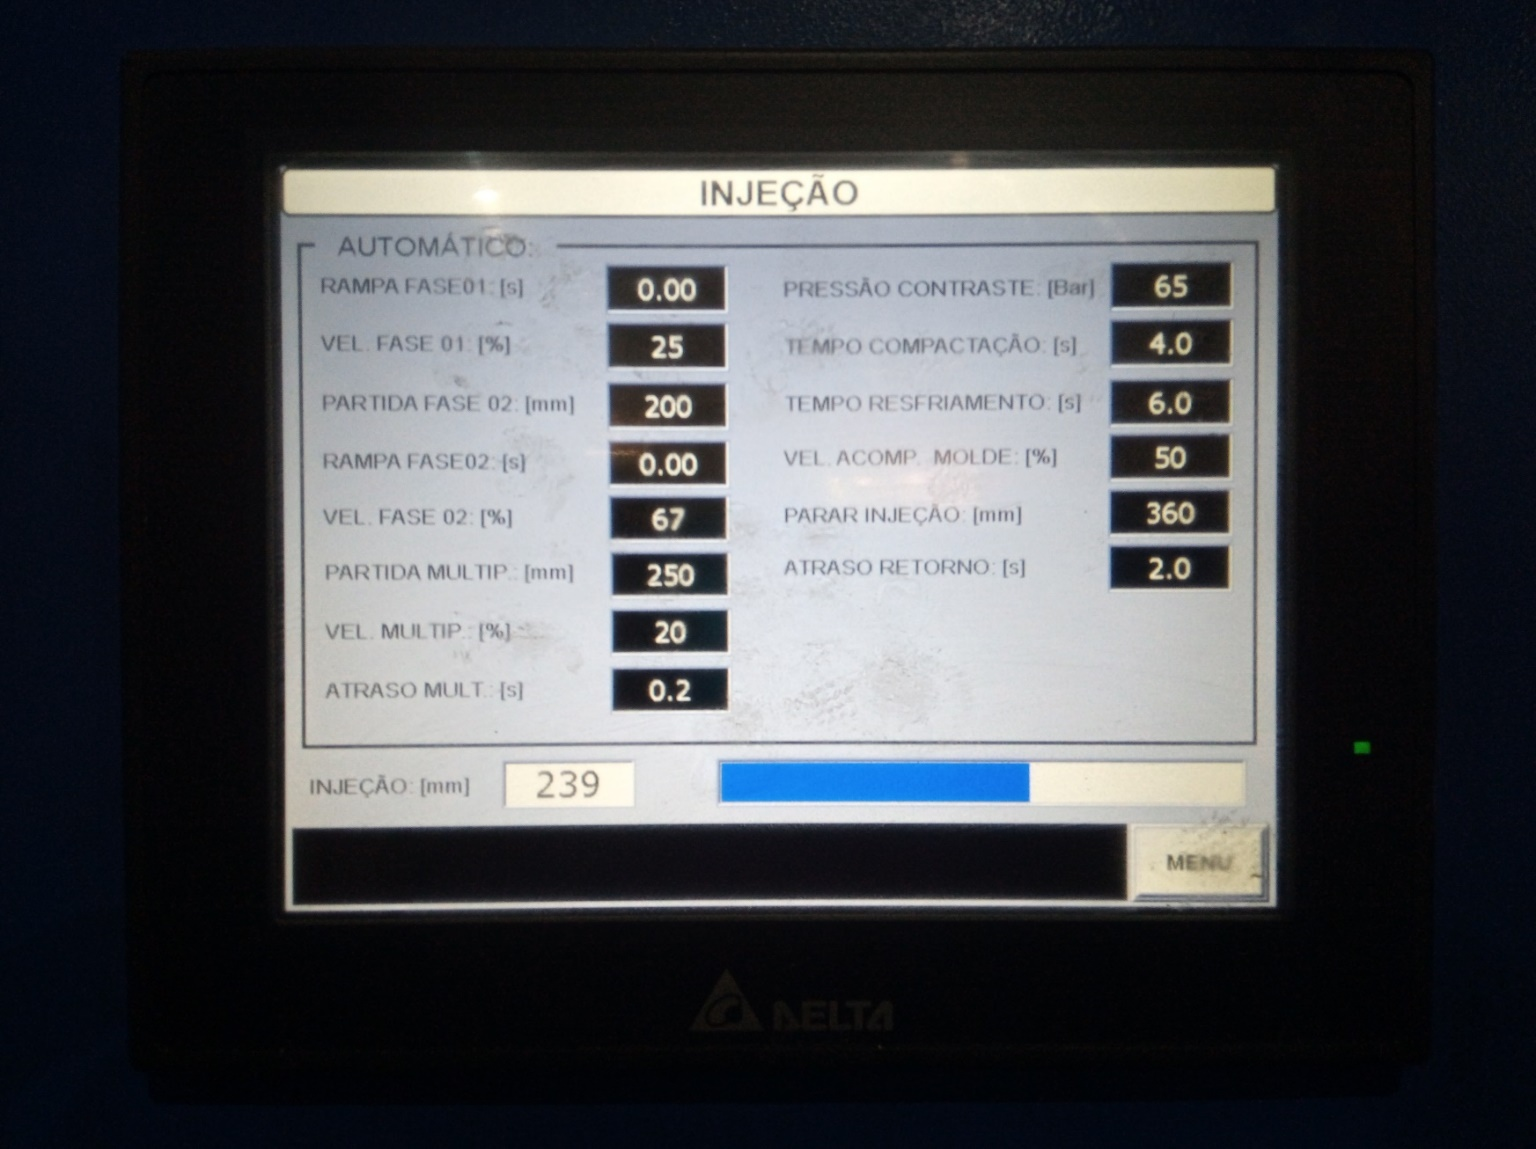 INJEÇÃO
AUTOMÁTICO:
RAMPA FASE01: [s] 0.00
VEL. FASE 01: [%] 25
PARTIDA FASE 02: [mm] 200
RAMPA FASE02: [s] 0.00
VEL. FASE 02: [%] 67
PARTIDA MULTIP.: [mm] 250
VEL. MULTIP.: [%] 20
ATRASO MULT.: [s] 0.2
PRESSÃO CONTRASTE: [Bar] 65
TEMPO COMPACTAÇÃO: [s] 4.0
TEMPO RESFRIAMENTO: [s] 6.0
VEL. ACOMP. MOLDE: [%] 50
PARAR INJEÇÃO: [mm] 360
ATRASO RETORNO: [s] 2.0
INJEÇÃO: [mm] 239
MENU
DELTA